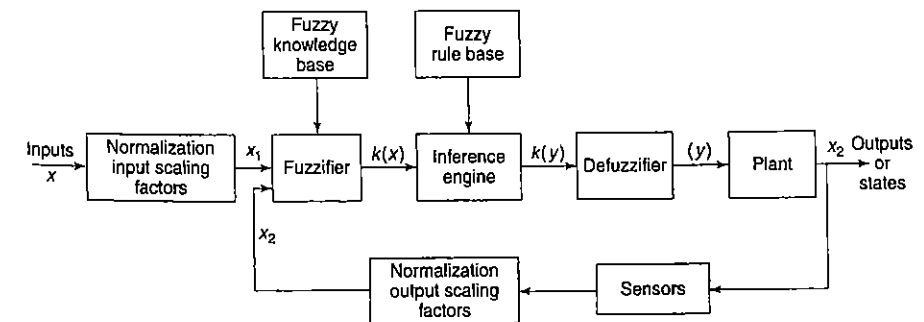 Fuzzy
knowledge
base
Fuzzy
rule base
Inputs
x
Normalization
input scaling
factors
x₁
Fuzzifier
k(x)
Inference
engine
k(y)
Defuzzifier
(y)
Plant
x₂ Outputs
or
states
x₂
Normalization
output scaling
factors
Sensors